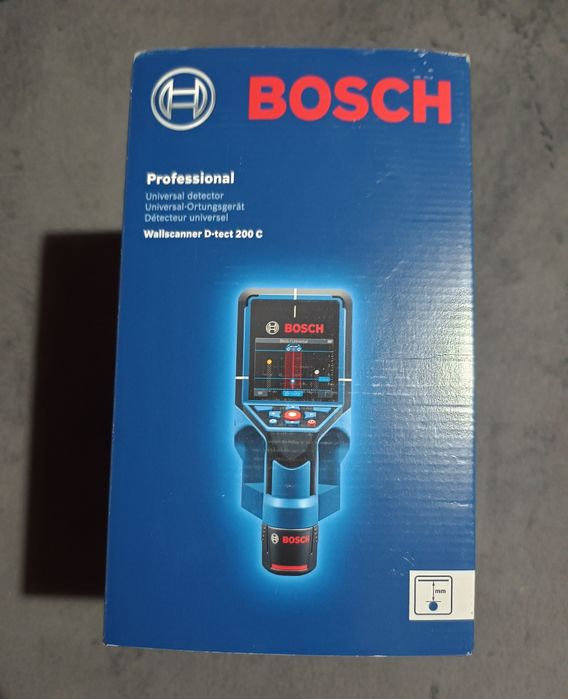 BOSCH
Professional
Universal detector
Universal-Ortungsgerät
Détecteur universel
Wallscanner D-tect 200 C
BOSCH
BOSCH
mm